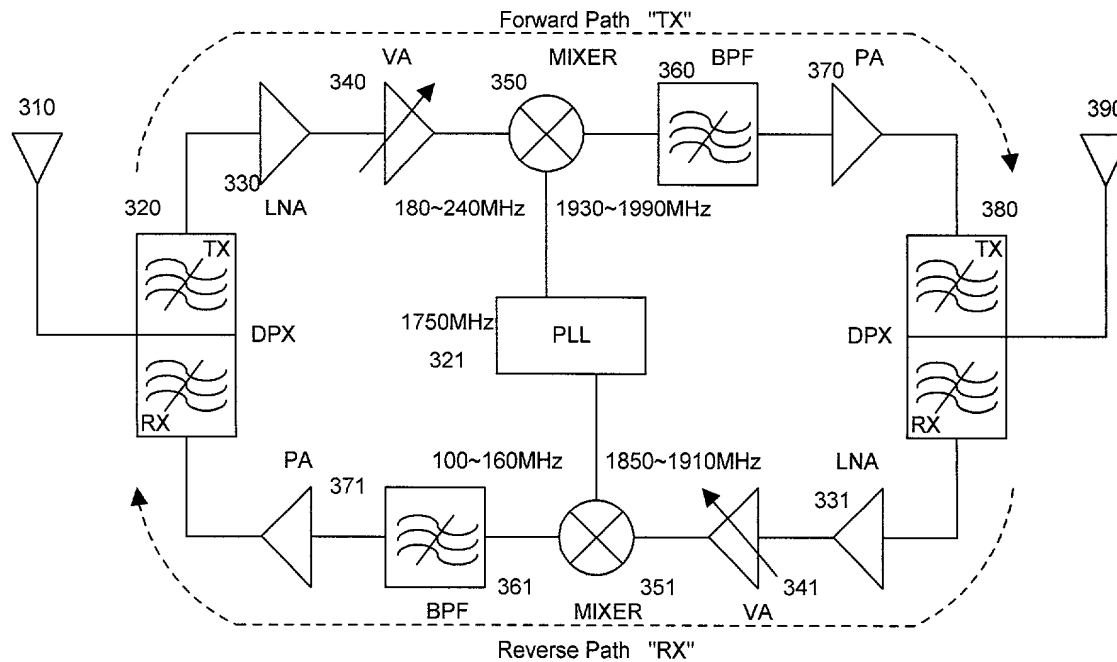 Forward Path "TX"
VA
MIXER
BPF
PA
310
340
350
360
370
390
330
LNA
320
180~240MHz
1930~1990MHz
380
TX
TX
1750MHz
PLL
DPX
DPX
321
RX
RX
PA
100~160MHz
1850~1910MHz
LNA
371
331
361
351
341
BPF
MIXER
VA
Reverse Path "RX"